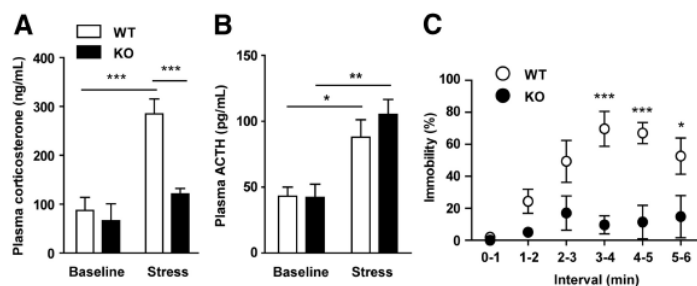 A
WT
KO
Plasma corticosterone (ng/mL)
400
300
200
100
0
***
***
Baseline
Stress
B
Plasma ACTH (pg/mL)
150
100
50
0
*
**
Baseline
Stress
C
WT
KO
Immobility (%)
100
80
60
40
20
0
***
***
*
0-1
1-2
2-3
3-4
4-5
5-6
Interval (min)